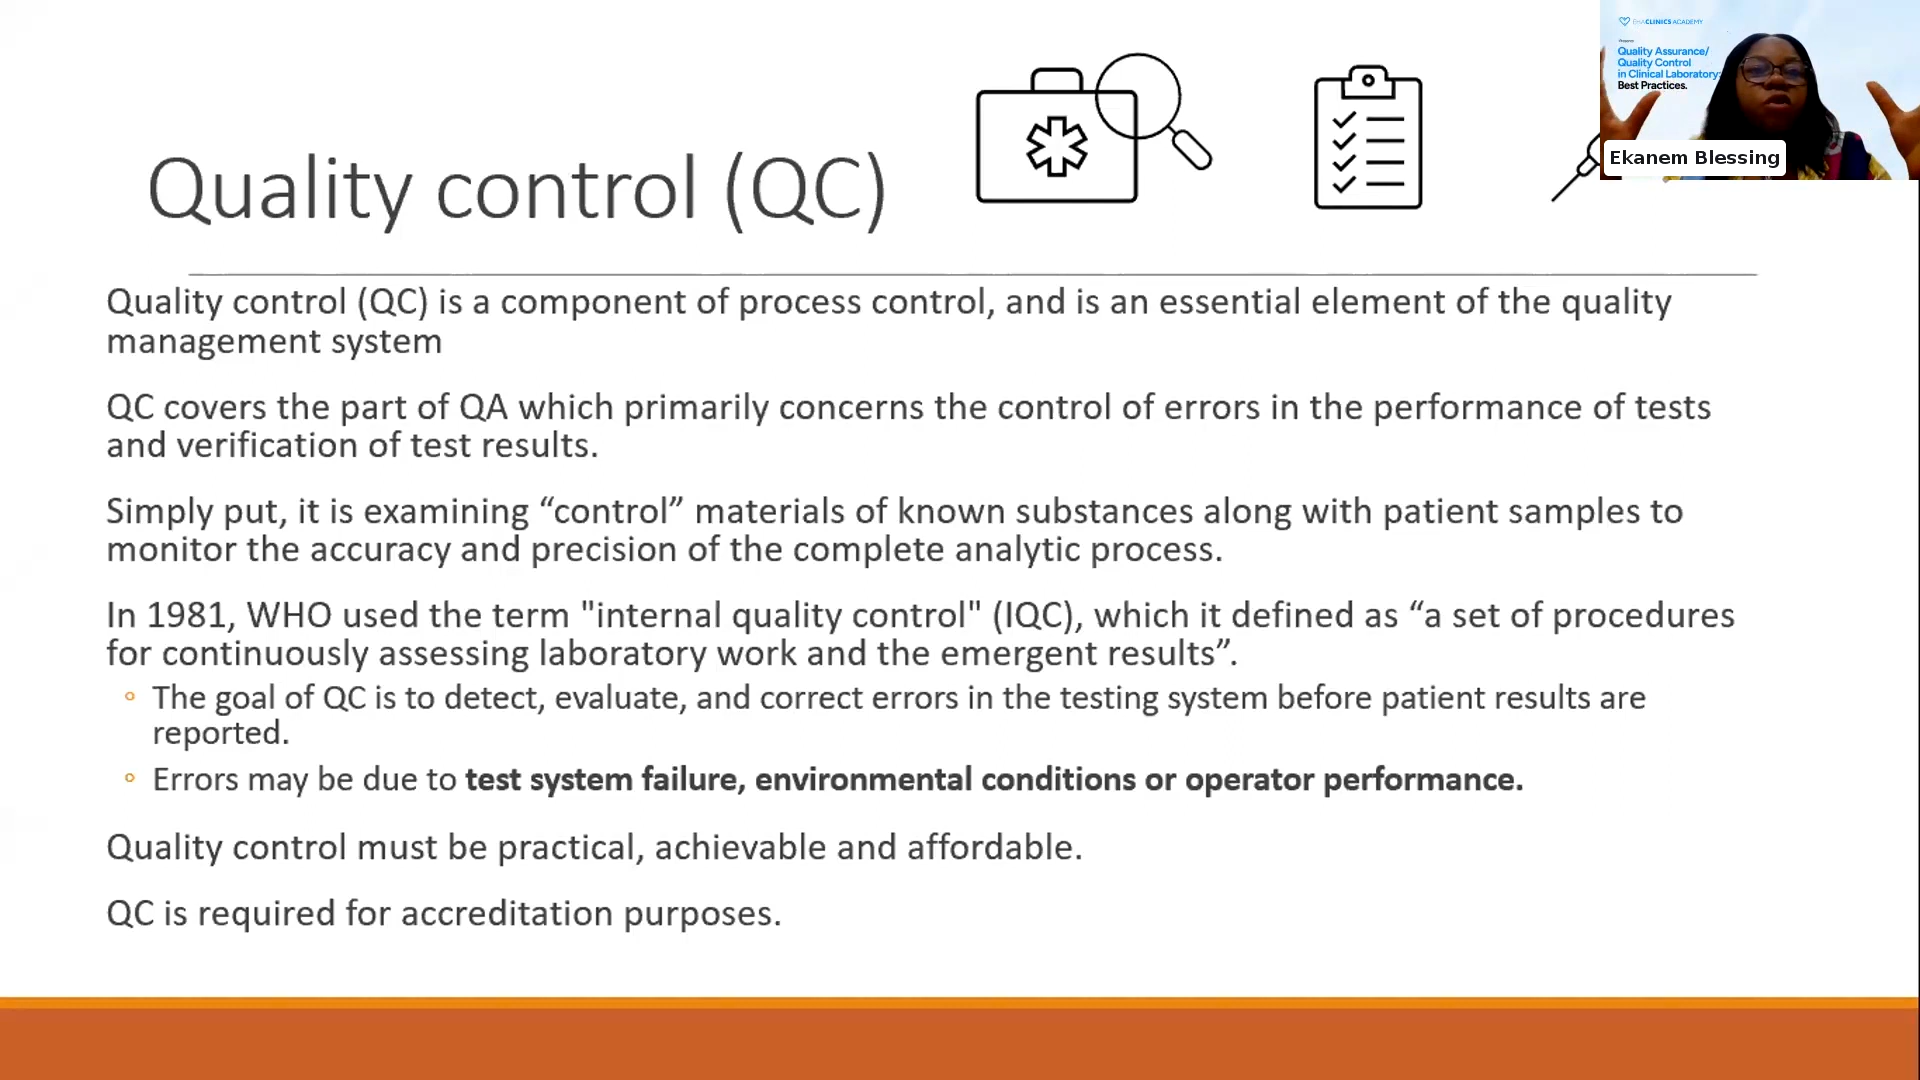 EHA CLINICS ACADEMY
Quality Assurance/
Quality Control
in Clinical Laboratory:
Best Practices.
Ekanem Blessing
Quality control (QC)
Quality control (QC) is a component of process control, and is an essential element of the quality
management system
QC covers the part of QA which primarily concerns the control of errors in the performance of tests
and verification of test results.
Simply put, it is examining “control” materials of known substances along with patient samples to
monitor the accuracy and precision of the complete analytic process.
In 1981, WHO used the term "internal quality control" (IQC), which it defined as “a set of procedures
for continuously assessing laboratory work and the emergent results”.
The goal of QC is to detect, evaluate, and correct errors in the testing system before patient results are
reported.
Errors may be due to test system failure, environmental conditions or operator performance.
Quality control must be practical, achievable and affordable.
QC is required for accreditation purposes.